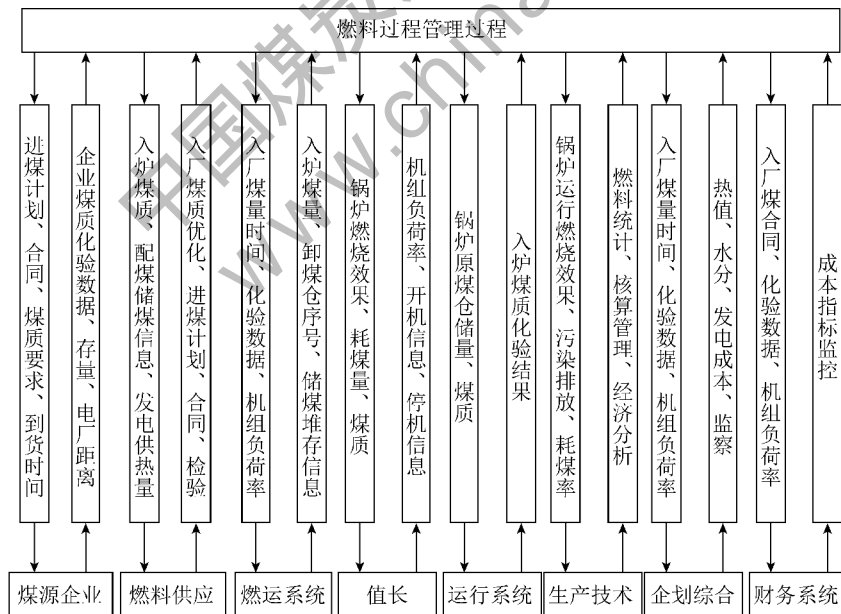 燃料过程管理过程
进煤计划、合同、煤质要求、到货时间
企业煤质化验数据、存量、电厂距离
入炉煤质、配煤储煤信息、发电供热量
入厂煤质优化、进煤计划、合同、检验
入厂煤量时间、化验数据、机组负荷率
入炉煤量、卸煤仓序号、储煤堆存信息
锅炉燃烧效果、耗煤量、煤质
机组负荷率、开机信息、停机信息
锅炉原煤仓储量、煤质
入炉煤质化验结果
锅炉运行燃烧效果、污染排放、耗煤率
燃料统计、核算管理、经济分析
入厂煤量时间、化验数据、机组负荷率
热值、水分、发电成本、监察
入厂煤合同、化验数据、机组负荷率
成本指标监控
煤源企业
燃料供应
燃运系统
值长
运行系统
生产技术
企划综合
财务系统
中国煤炭
www.china